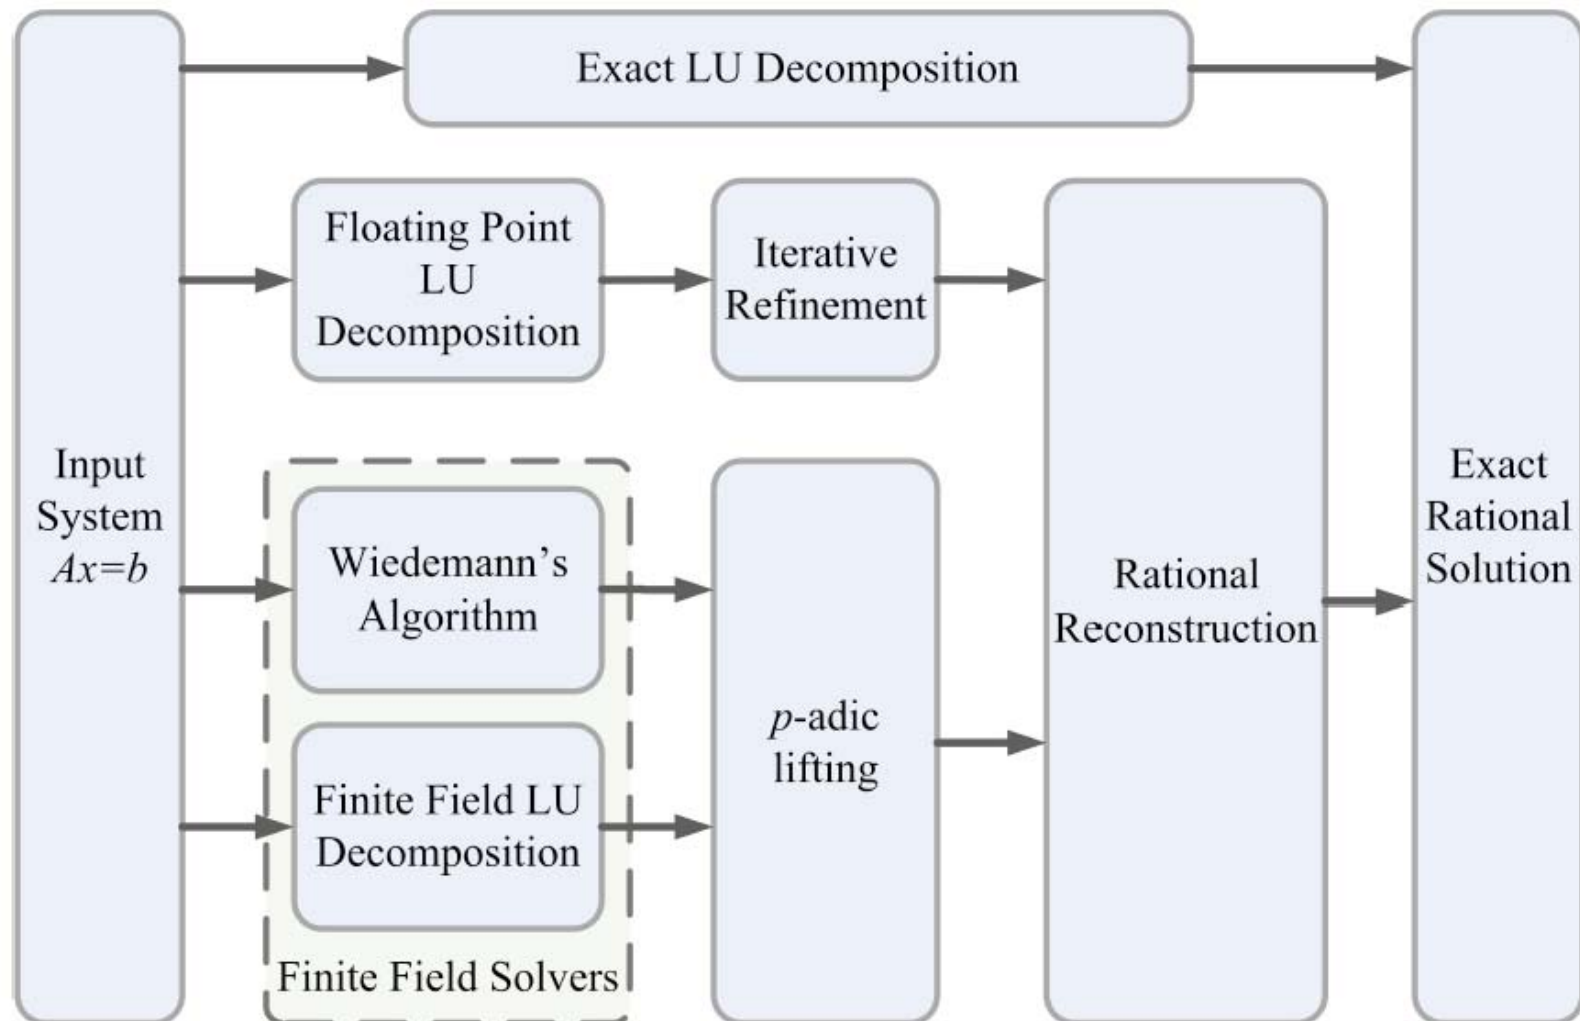 Exact LU Decomposition
Floating Point
LU
Decomposition
Iterative
Refinement
Input
System
Ax=b
Wiedemann’s
Algorithm
Finite Field LU
Decomposition
Finite Field Solvers
p-adic
lifting
Rational
Reconstruction
Exact
Rational
Solution